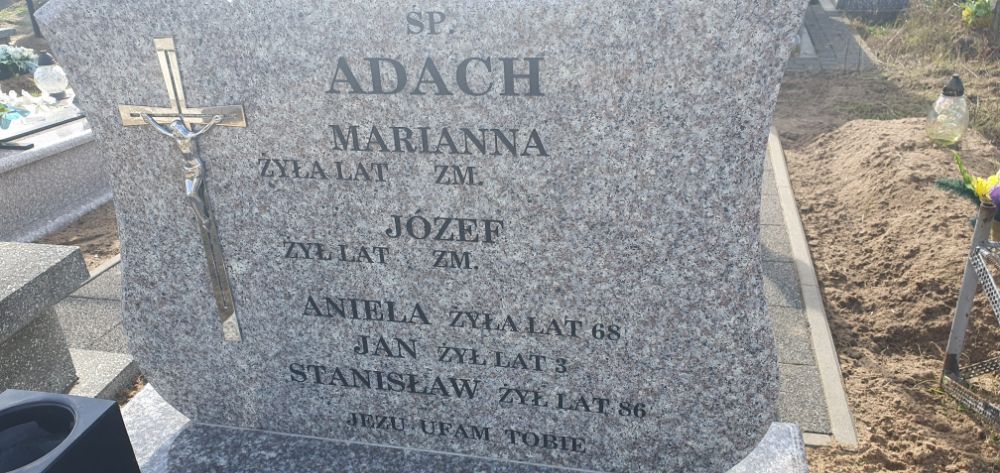 ŚP.
ADACH
MARIANNA
ŻYŁA LAT ZM.
JÓZEF
ŻYŁ LAT ZM.
ANIELA ŻYŁA LAT 68
JAN ŻYŁ LAT 3
STANISŁAW ŻYŁ LAT 86
JEZU UFAM TOBIE